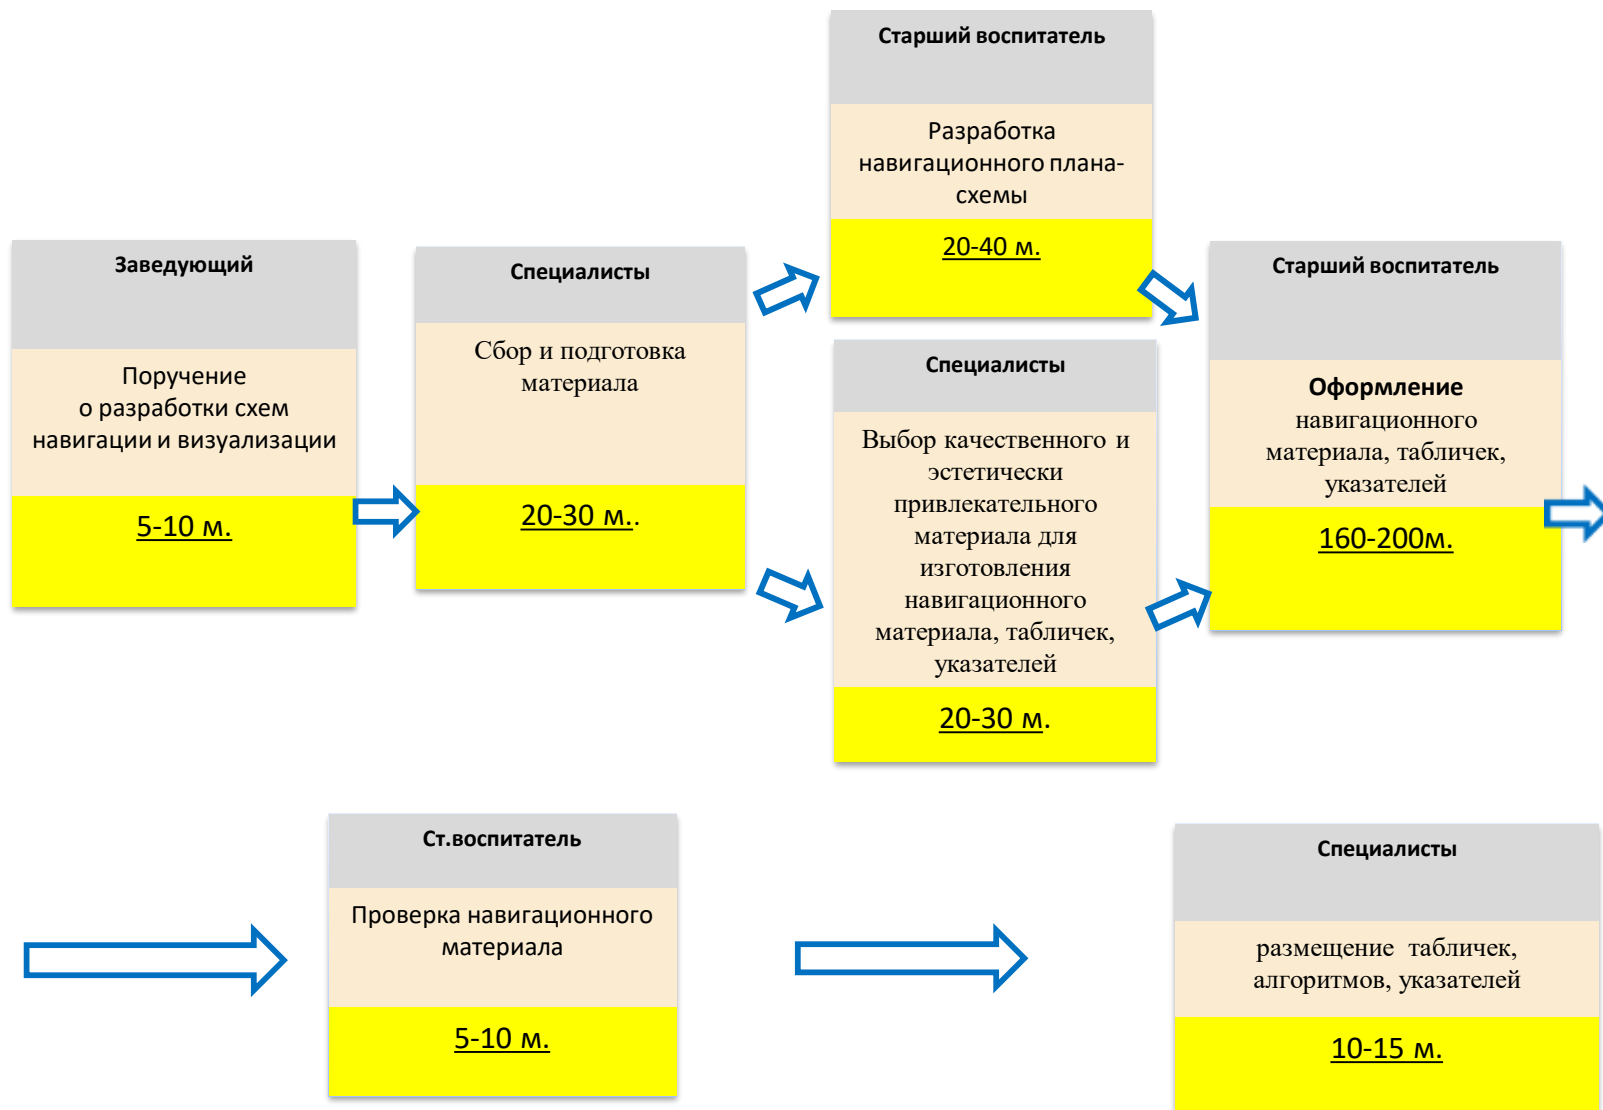 Заведующий
Поручение
о разработки схем
навигации и визуализации
5-10 м.
Специалисты
Сбор и подготовка
материала
20-30 м..
Старший воспитатель
Разработка
навигационного плана-
схемы
20-40 м.
Специалисты
Выбор качественного и
эстетически
привлекательного
материала для
изготовления
навигационного
материала, табличек,
указателей
20-30 м.
Старший воспитатель
Оформление
навигационного
материала, табличек,
указателей
160-200м.
Ст.воспитатель
Проверка навигационного
материала
5-10 м.
Специалисты
размещение табличек,
алгоритмов, указателей
10-15 м.